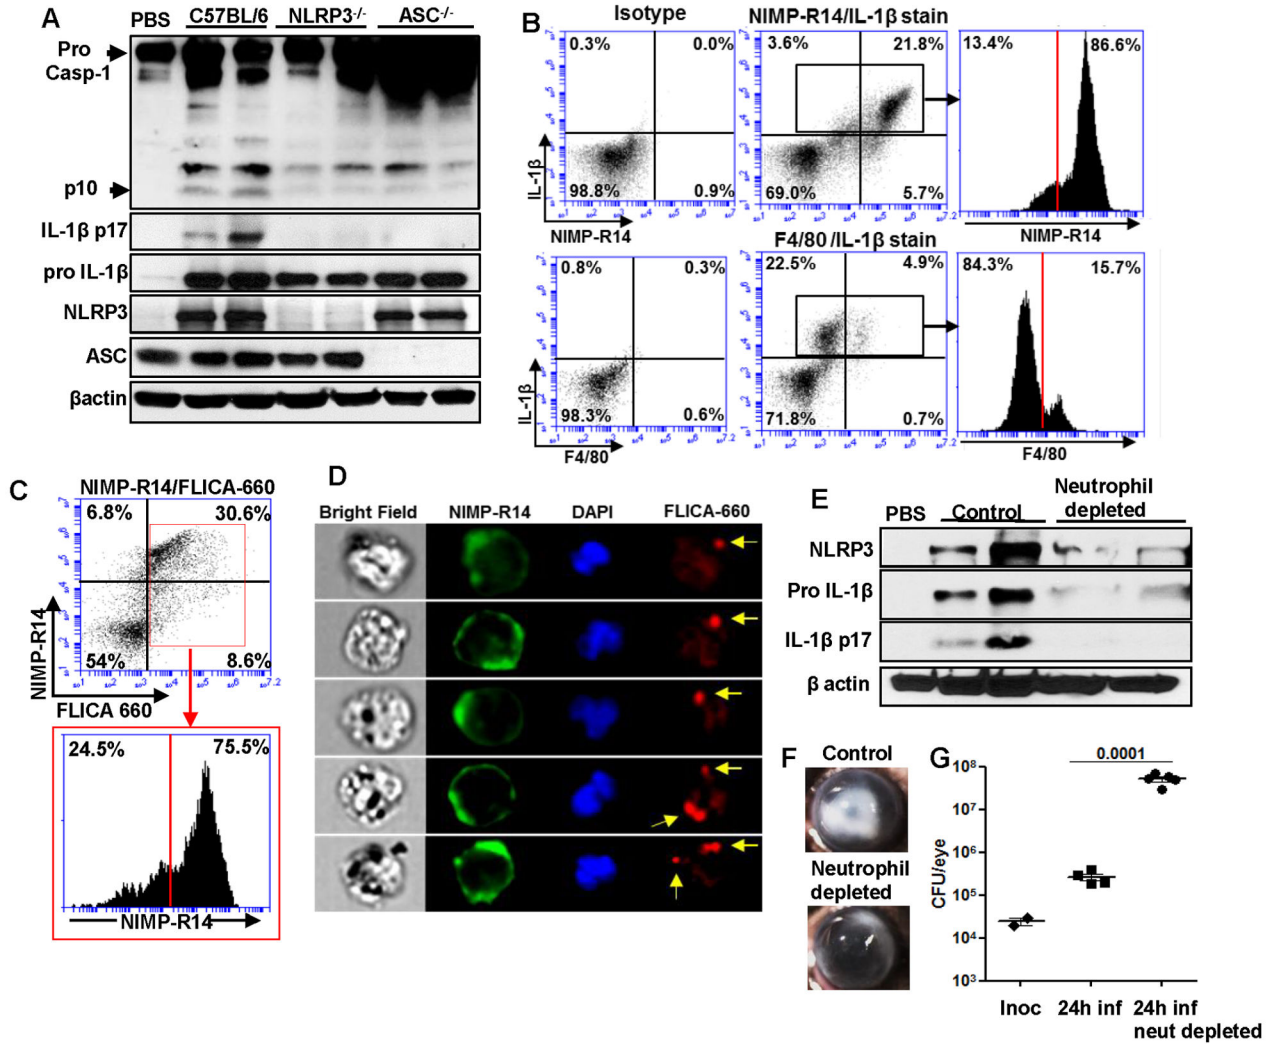 A
PBS C57BL/6 NLRP3-/- ASC-/-
Pro
Casp-1
p10
IL-1β p17
pro IL-1β
NLRP3
ASC
βactin
B
Isotype
NIMP-R14/IL-1β stain
0.3% 0.0%
98.8% 0.9%
3.6% 21.8%
69.0% 5.7%
13.4% 86.6%
IL-1β
NIMP-R14
NIMP-R14
F4/80/IL-1β stain
0.8% 0.3%
98.3% 0.6%
22.5% 4.9%
71.8% 0.7%
84.3% 15.7%
IL-1β
F4/80
F4/80
C
NIMP-R14/FLICA-660
6.8% 30.6%
54% 8.6%
NIMP-R14
FLICA 660
24.5% 75.5%
NIMP-R14
D
Bright Field NIMP-R14 DAPI FLICA-660
E
PBS Control Neutrophil
depleted
NLRP3
Pro IL-1β
IL-1β p17
β actin
F
Control
Neutrophil
depleted
G
0.0001
CFU/eye
10⁸
10⁷
10⁶
10⁵
10⁴
10³
Inoc 24h inf 24h inf
neut depleted